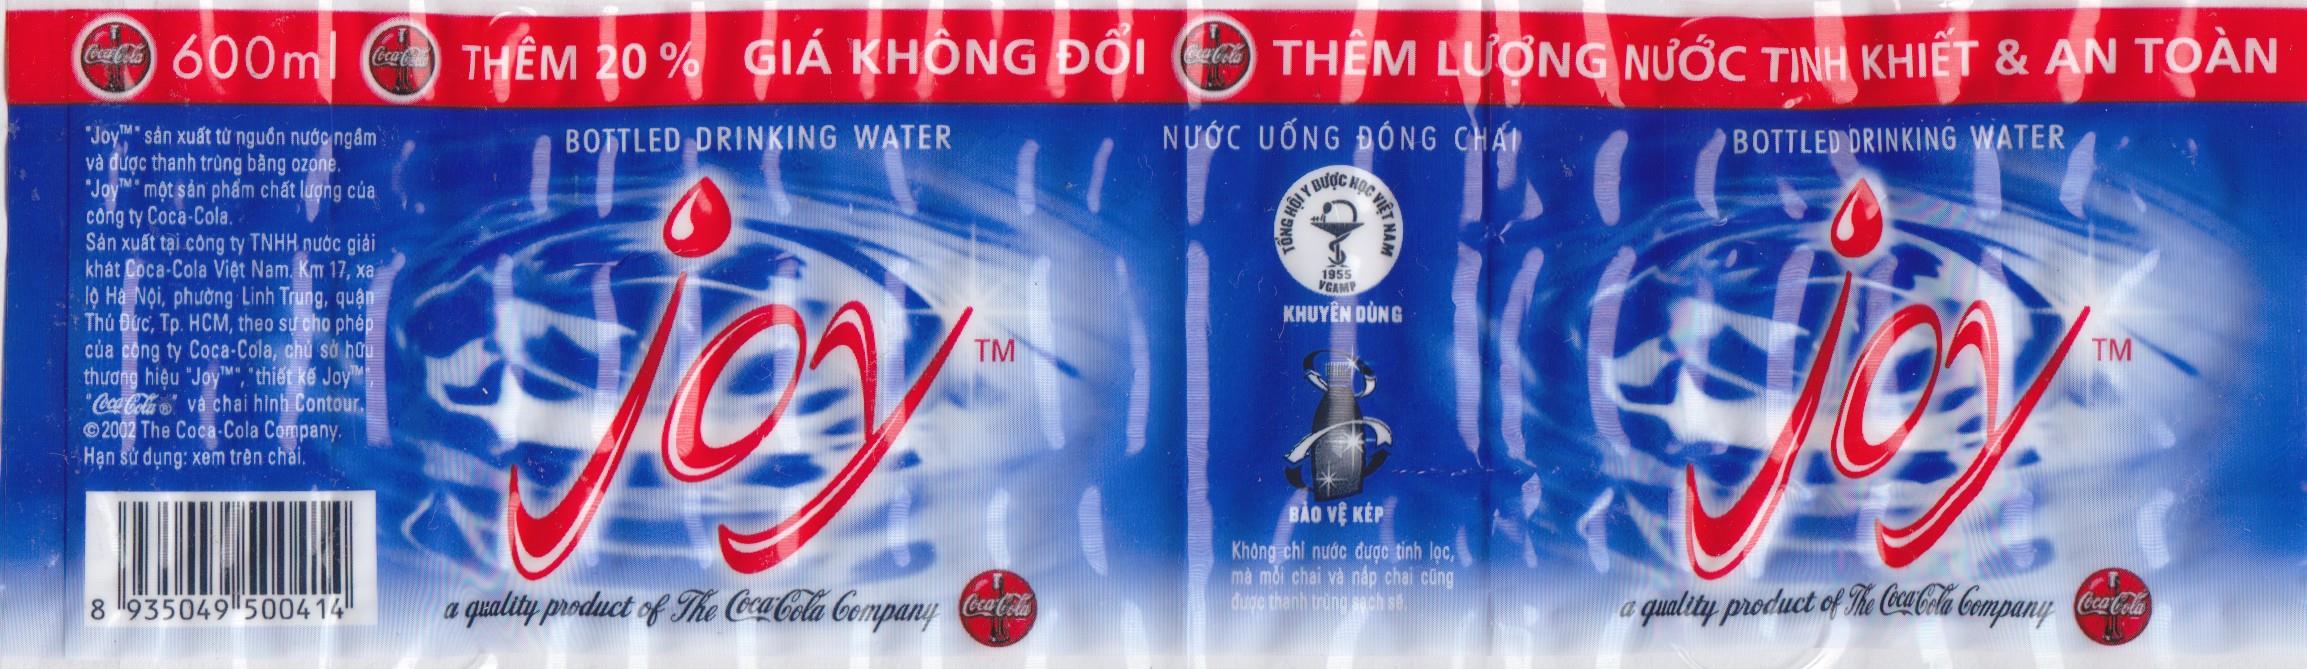 Coca-Cola 600ml Coca-Cola THÊM 20 % GIÁ KHÔNG ĐỔI Coca-Cola THÊM LƯỢNG NƯỚC TINH KHIẾT & AN TOÀN
"Joy™" sản xuất từ nguồn nước ngầm
và được thanh trùng bằng ozone.
"Joy™" một sản phẩm chất lượng của
công ty Coca-Cola.
Sản xuất tại công ty TNHH nước giải
khát Coca-Cola Việt Nam. Km 17, xa
lộ Hà Nội, phường Linh Trung, quận
Thủ Đức, Tp. HCM, theo sự cho phép
của công ty Coca-Cola, chủ sở hữu
thương hiệu "Joy™", "thiết kế Joy™",
"Coca-Cola®" và chai hình Contour.
©2002 The Coca-Cola Company.
Hạn sử dụng: xem trên chai.
8 935049 500414
BOTTLED DRINKING WATER
Joy™
a quality product of The Coca-Cola Company
Coca-Cola
NƯỚC UỐNG ĐÓNG CHAI
TỔNG HỘI Y DƯỢC HỌC VIỆT NAM
1955
VGAMP
KHUYÊN DÙNG
BẢO VỆ KÉP
Không chỉ nước được tinh lọc,
mà mỗi chai và nắp chai cũng
được thanh trùng sạch sẽ.
BOTTLED DRINKING WATER
Joy™
a quality product of The Coca-Cola Company
Coca-Cola